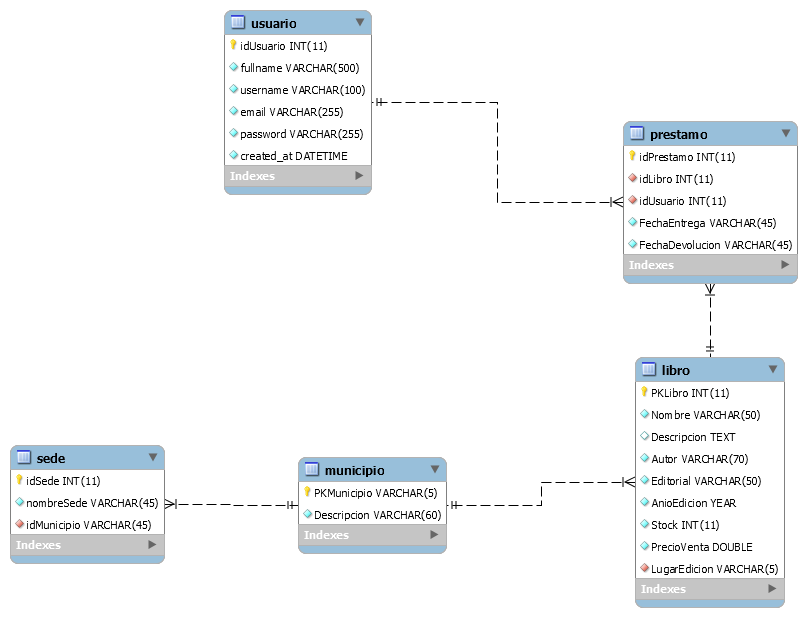 usuario
idUsuario INT(11)
fullname VARCHAR(500)
username VARCHAR(100)
email VARCHAR(255)
password VARCHAR(255)
created_at DATETIME
Indexes
prestamo
idPrestamo INT(11)
idLibro INT(11)
idUsuario INT(11)
FechaEntrega VARCHAR(45)
FechaDevolucion VARCHAR(45)
Indexes
libro
PKLibro INT(11)
Nombre VARCHAR(50)
Descripcion TEXT
Autor VARCHAR(70)
Editorial VARCHAR(50)
AnioEdicion YEAR
Stock INT(11)
PrecioVenta DOUBLE
LugarEdicion VARCHAR(5)
Indexes
sede
idSede INT(11)
nombreSede VARCHAR(45)
idMunicipio VARCHAR(45)
Indexes
municipio
PKMunicipio VARCHAR(5)
Descripcion VARCHAR(60)
Indexes